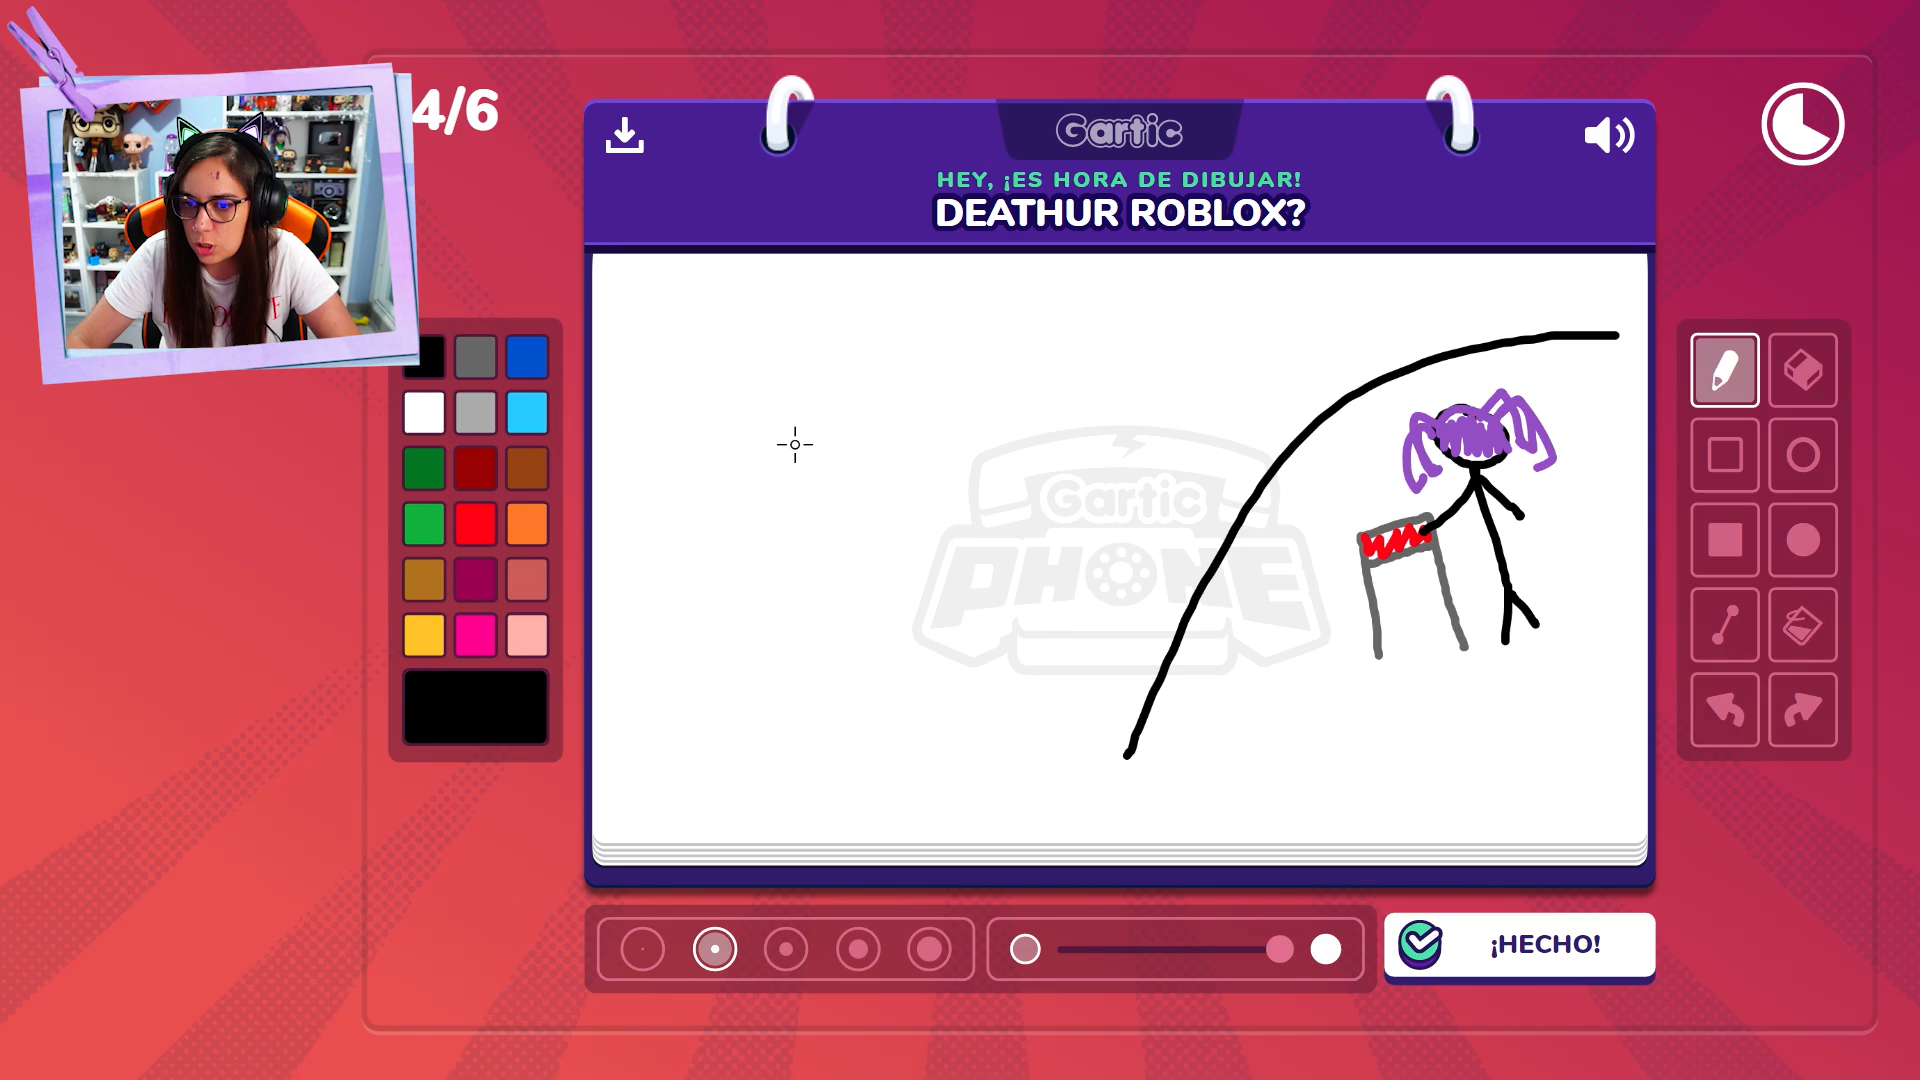 4/6
Gartic
HEY, ¡ES HORA DE DIBUJAR!
DEATHUR ROBLOX?
Gartic
PHONE
¡HECHO!